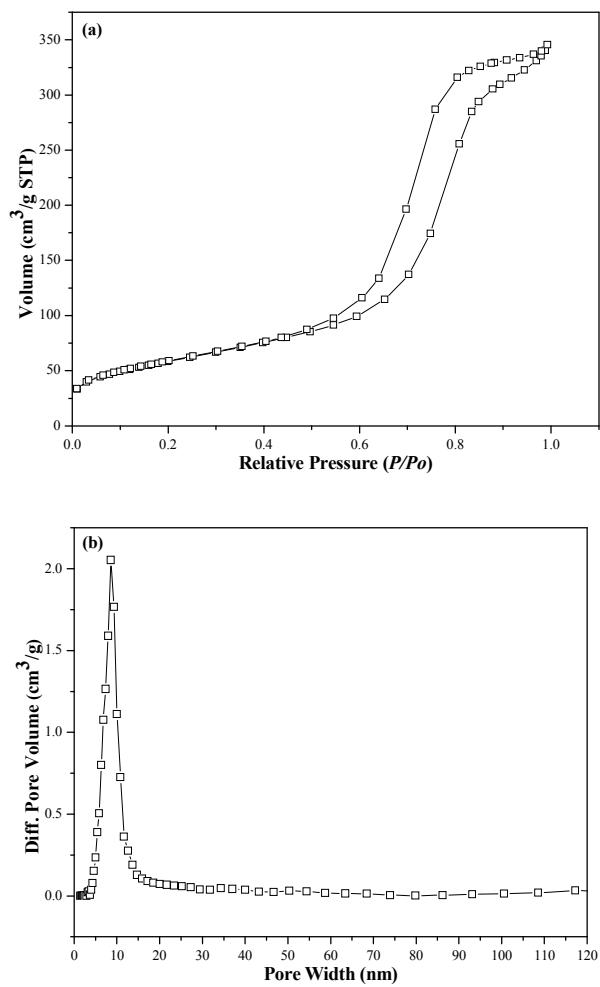 (a)
350
300
250
200
150
100
50
0
Volume (cm³/g STP)
0.0 0.2 0.4 0.6 0.8 1.0
Relative Pressure (P/Po)
(b)
2.0
1.5
1.0
0.5
0.0
Diff. Pore Volume (cm³/g)
0 10 20 30 40 50 60 70 80 90 100 110 120
Pore Width (nm)